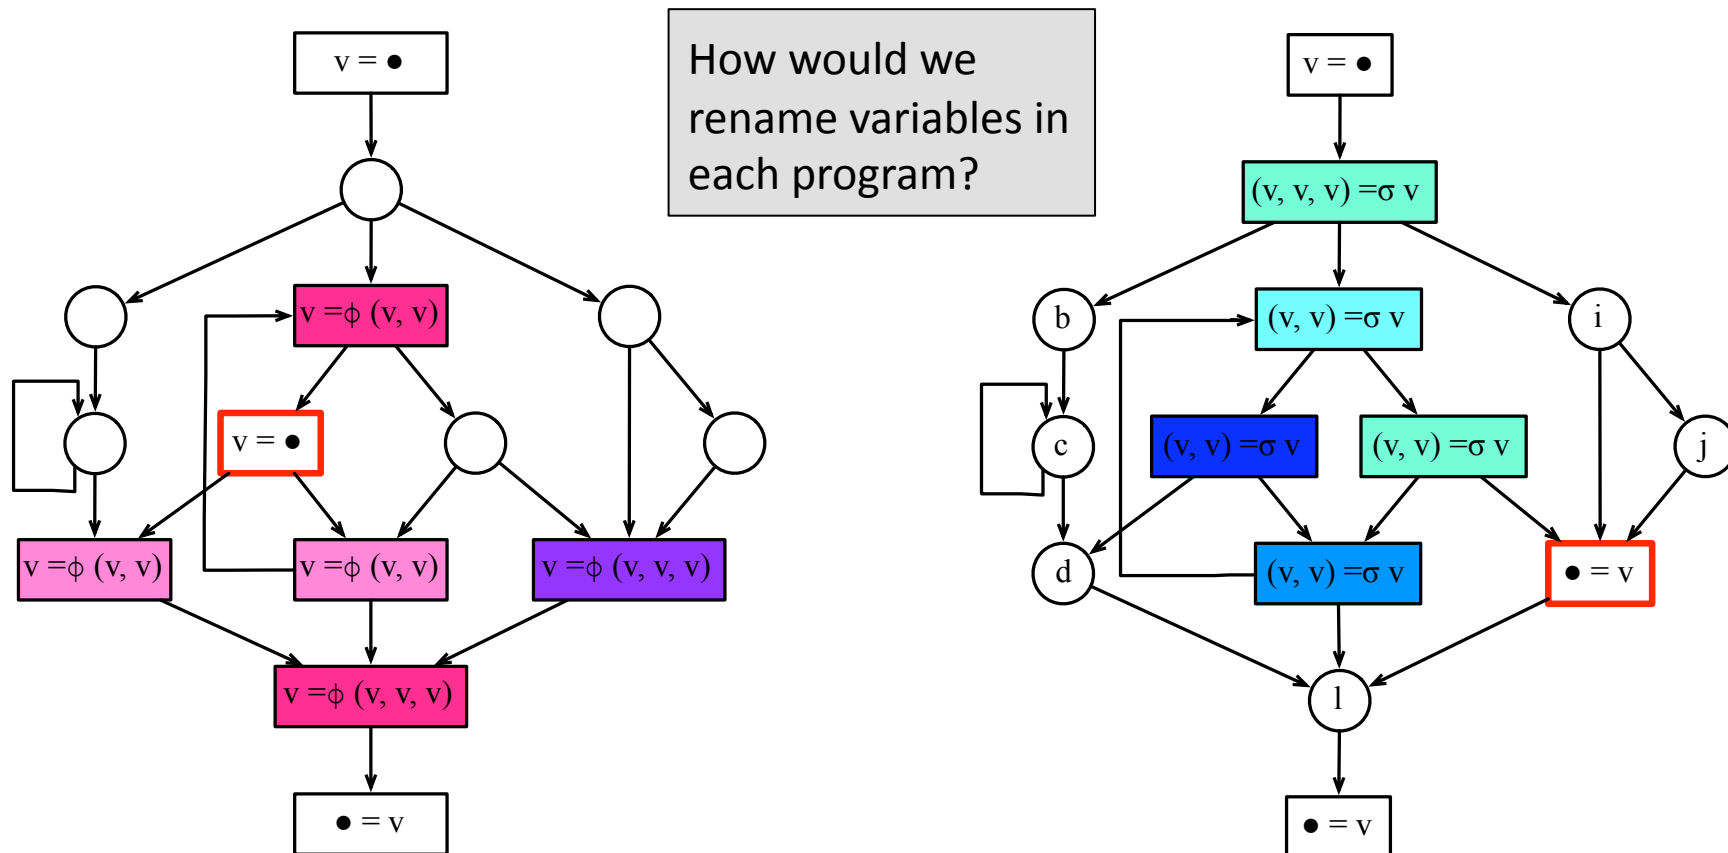 v = ●
How would we
rename variables in
each program?
v = ●
(v, v, v) =σ v
v =ϕ (v, v)
b
(v, v) =σ v
i
v = ●
c
(v, v) =σ v
(v, v) =σ v
j
v =ϕ (v, v)
v =ϕ (v, v)
v =ϕ (v, v, v)
d
(v, v) =σ v
● = v
v =ϕ (v, v, v)
l
● = v
● = v